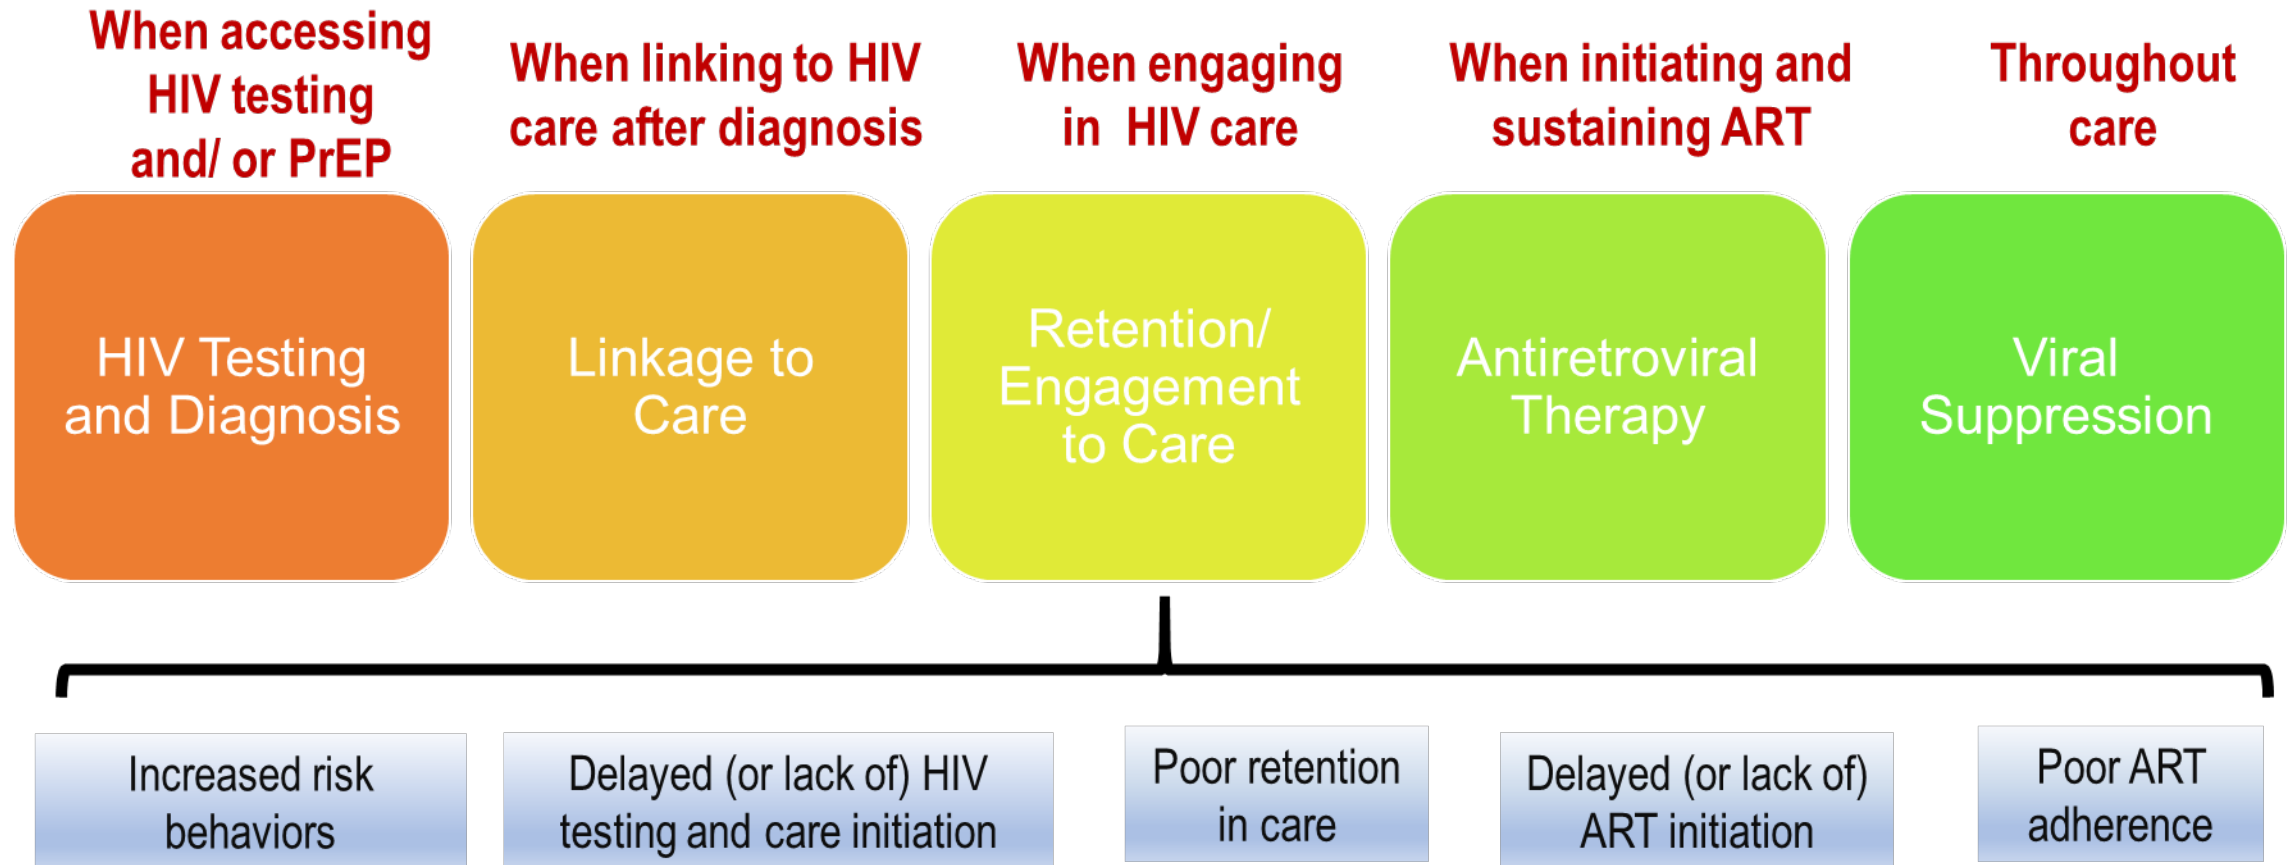 When accessing
HIV testing
and/ or PrEP
When linking to HIV
care after diagnosis
When engaging
in HIV care
When initiating and
sustaining ART
Throughout
care
HIV Testing
and Diagnosis
Linkage to
Care
Retention/
Engagement
to Care
Antiretroviral
Therapy
Viral
Suppression
Increased risk
behaviors
Delayed (or lack of) HIV
testing and care initiation
Poor retention
in care
Delayed (or lack of)
ART initiation
Poor ART
adherence